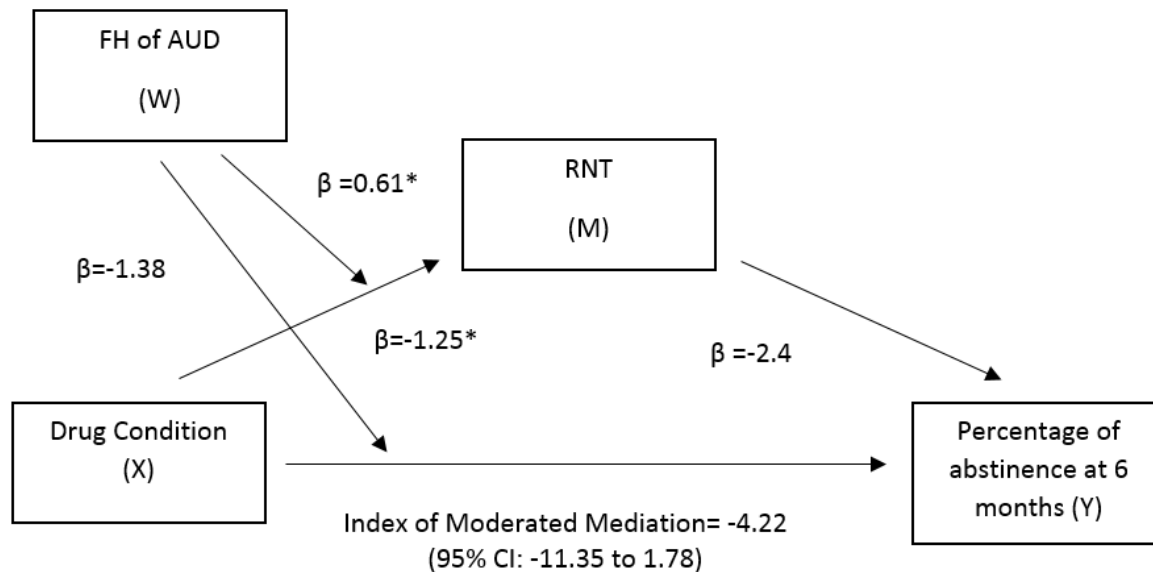 FH of AUD
(W)
β =0.61*
RNT
(M)
β=-1.38
β=-1.25*
β =-2.4
Drug Condition
(X)
Percentage of
abstinence at 6
months (Y)
Index of Moderated Mediation= -4.22
(95% CI: -11.35 to 1.78)